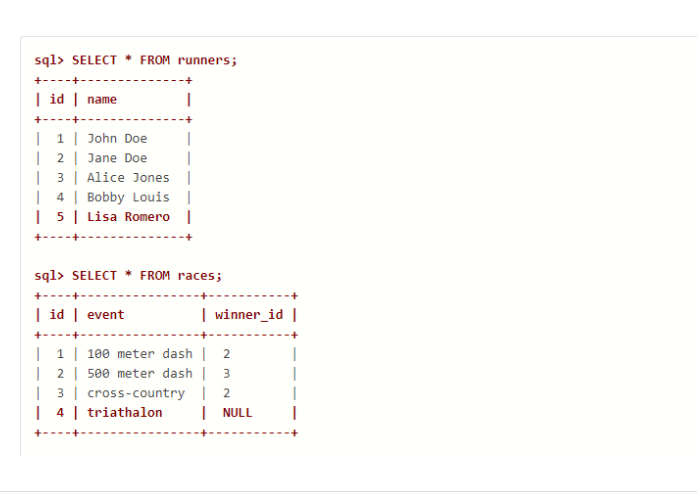 sql> SELECT * FROM runners;
+----+--------------+
| id | name         |
+----+--------------+
|  1 | John Doe     |
|  2 | Jane Doe     |
|  3 | Alice Jones  |
|  4 | Bobby Louis  |
|  5 | Lisa Romero  |
+----+--------------+
sql> SELECT * FROM races;
+----+----------------+-----------+
| id | event          | winner_id |
+----+----------------+-----------+
|  1 | 100 meter dash |  2        |
|  2 | 500 meter dash |  3        |
|  3 | cross-country  |  2        |
|  4 | triathalon     |  NULL     |
+----+----------------+-----------+